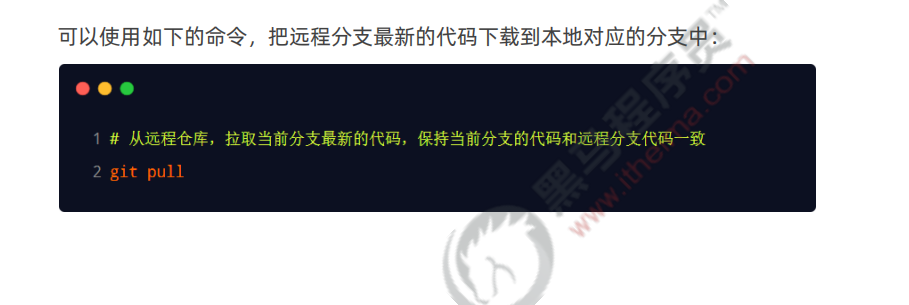 可以使用如下的命令，把远程分支最新的代码下载到本地对应的分支中：
1 # 从远程仓库，拉取当前分支最新的代码，保持当前分支的代码和远程分支代码一致
2 git pull
黑马程序员™
www.itheima.com